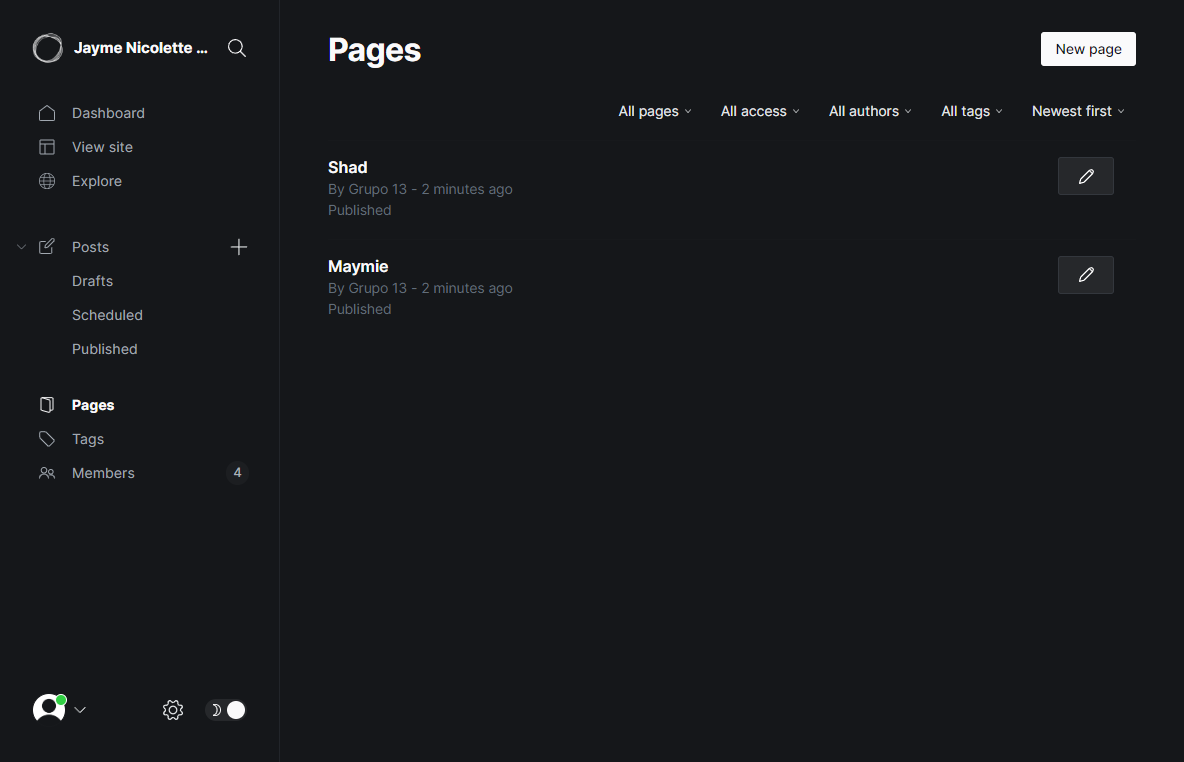 Jayme Nicolette ...
Dashboard
View site
Explore
Posts
Drafts
Scheduled
Published
Pages
Tags
Members
4
Pages
New page
All pages
All access
All authors
All tags
Newest first
Shad
By Grupo 13 - 2 minutes ago
Published
Maymie
By Grupo 13 - 2 minutes ago
Published